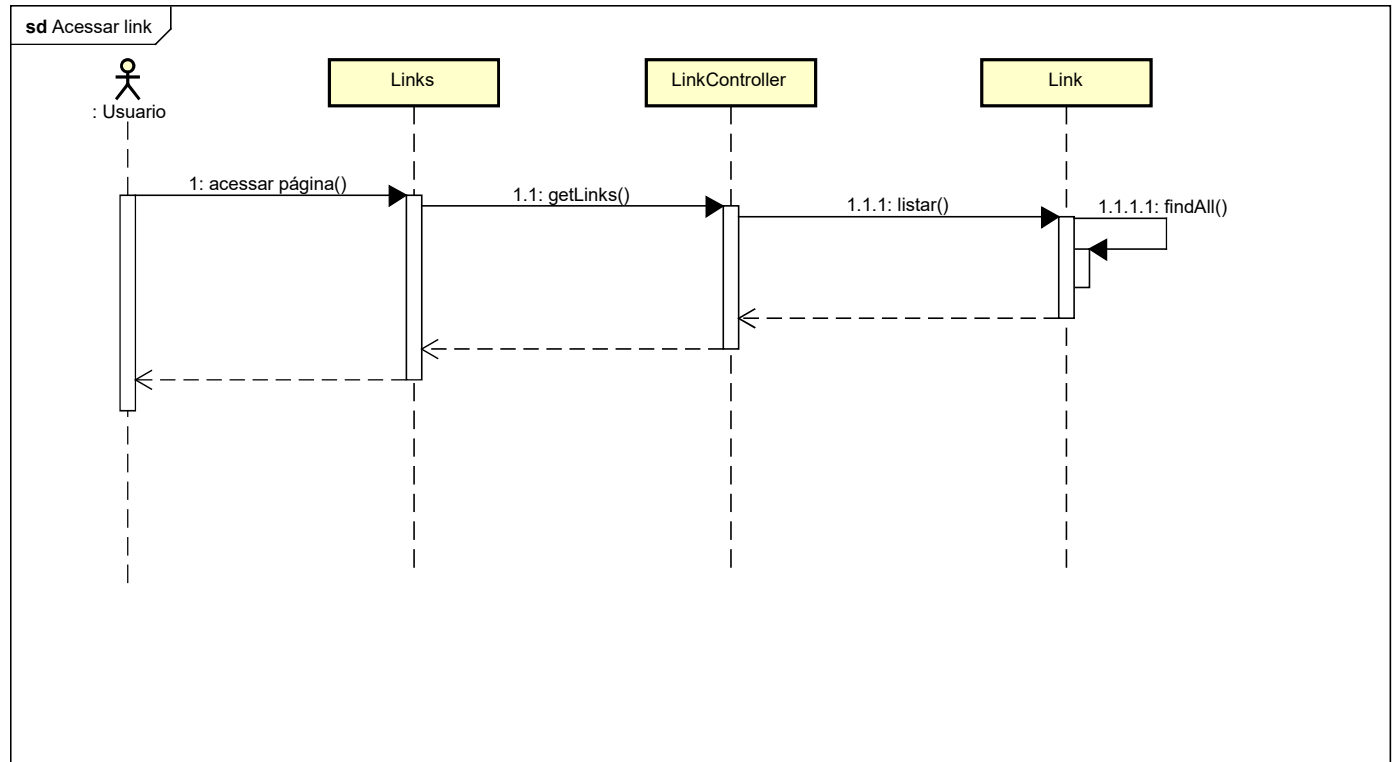 sd Acessar link
: Usuario
Links
LinkController
Link
1: acessar página()
1.1: getLinks()
1.1.1: listar()
1.1.1.1: findAll()